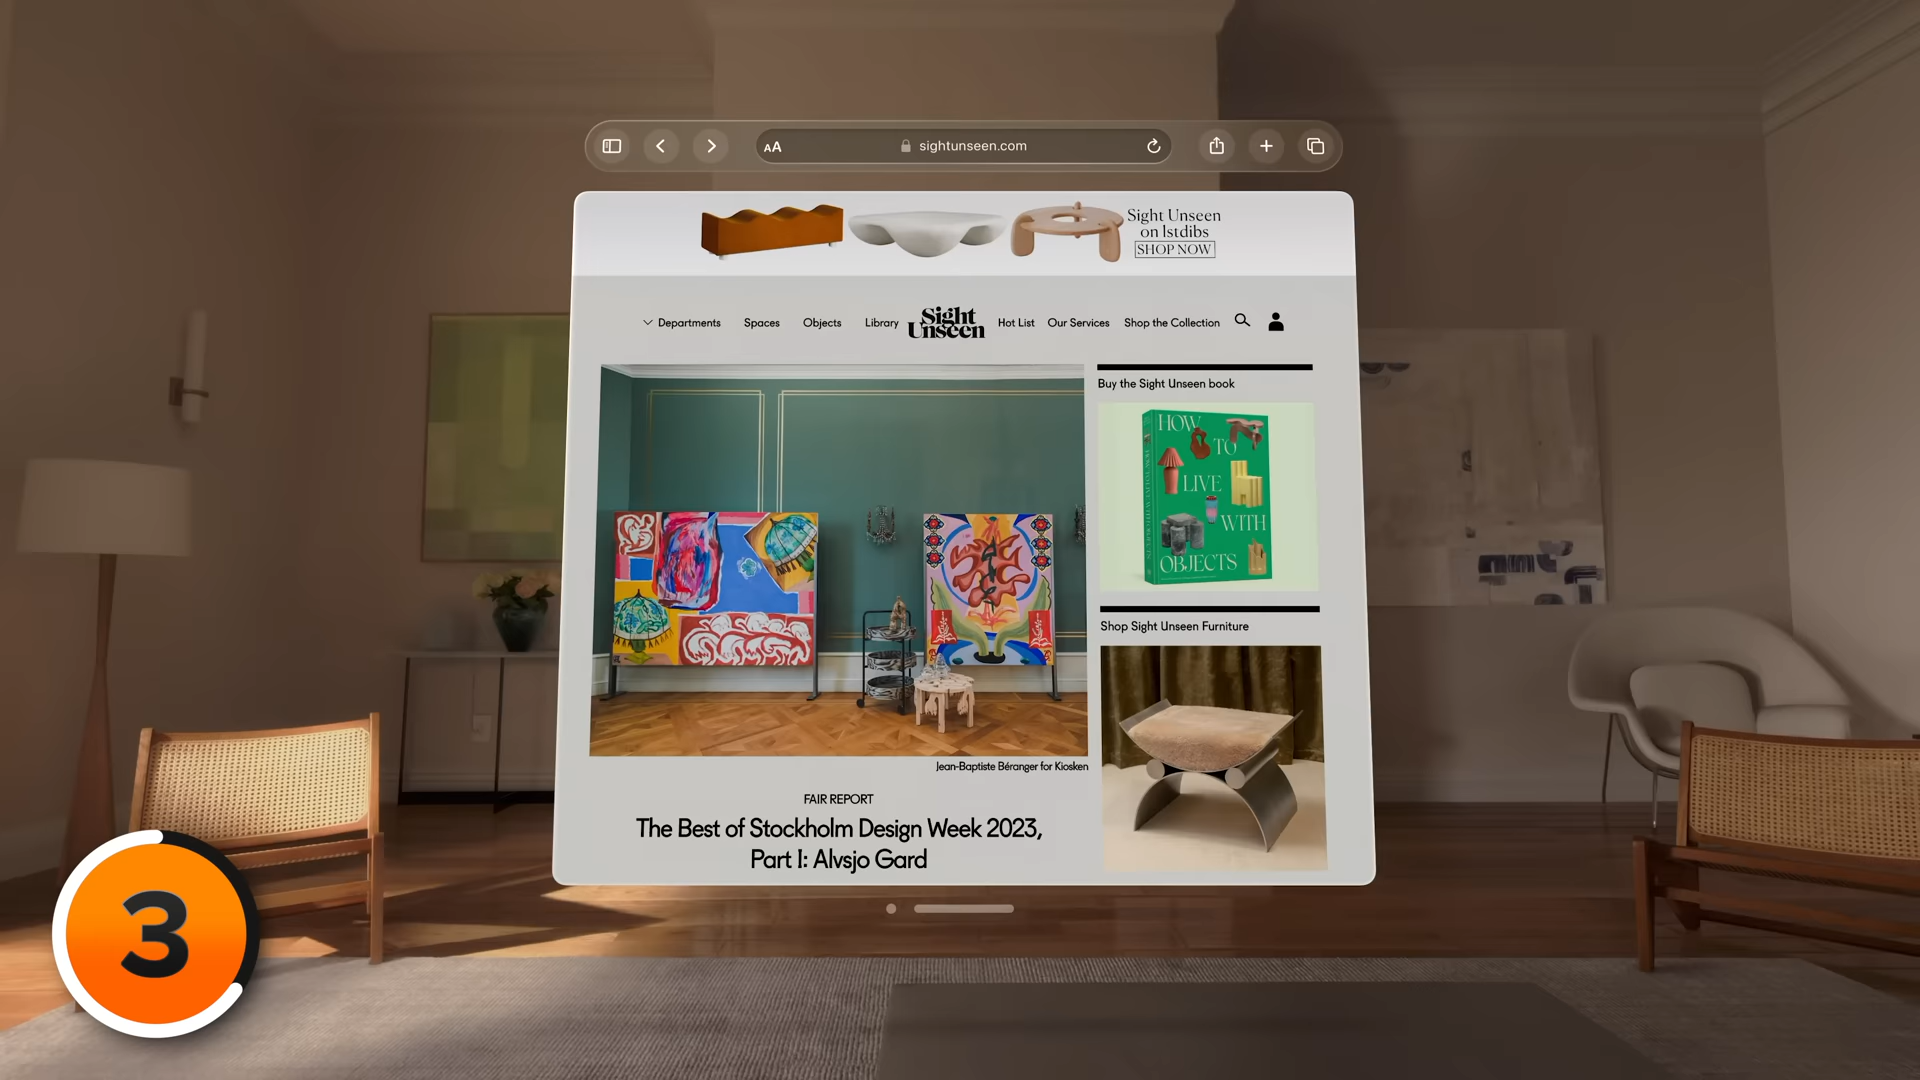 AA
sightunseen.com
Sight Unseen
on 1stdibs
SHOP NOW
Departments
Spaces
Objects
Library
Sight
Unseen
Hot List
Our Services
Shop the Collection
Buy the Sight Unseen book
HOW
TO
LIVE
WITH
OBJECTS
Jean-Baptiste Béranger for Kiosken
Shop Sight Unseen Furniture
FAIR REPORT
The Best of Stockholm Design Week 2023,
Part I: Alvsjo Gard
3